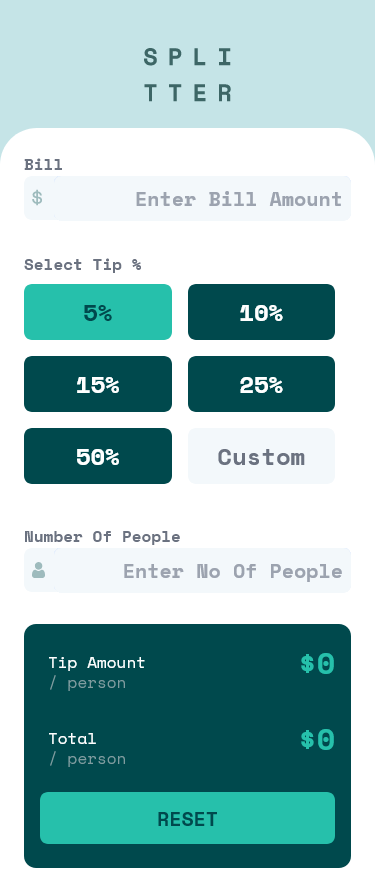 SPLI
TTER
Bill
$ Enter Bill Amount
Select Tip %
5% 10%
15% 25%
50% Custom
Number Of People
Enter No Of People
Tip Amount $0
/ person
Total $0
/ person
RESET